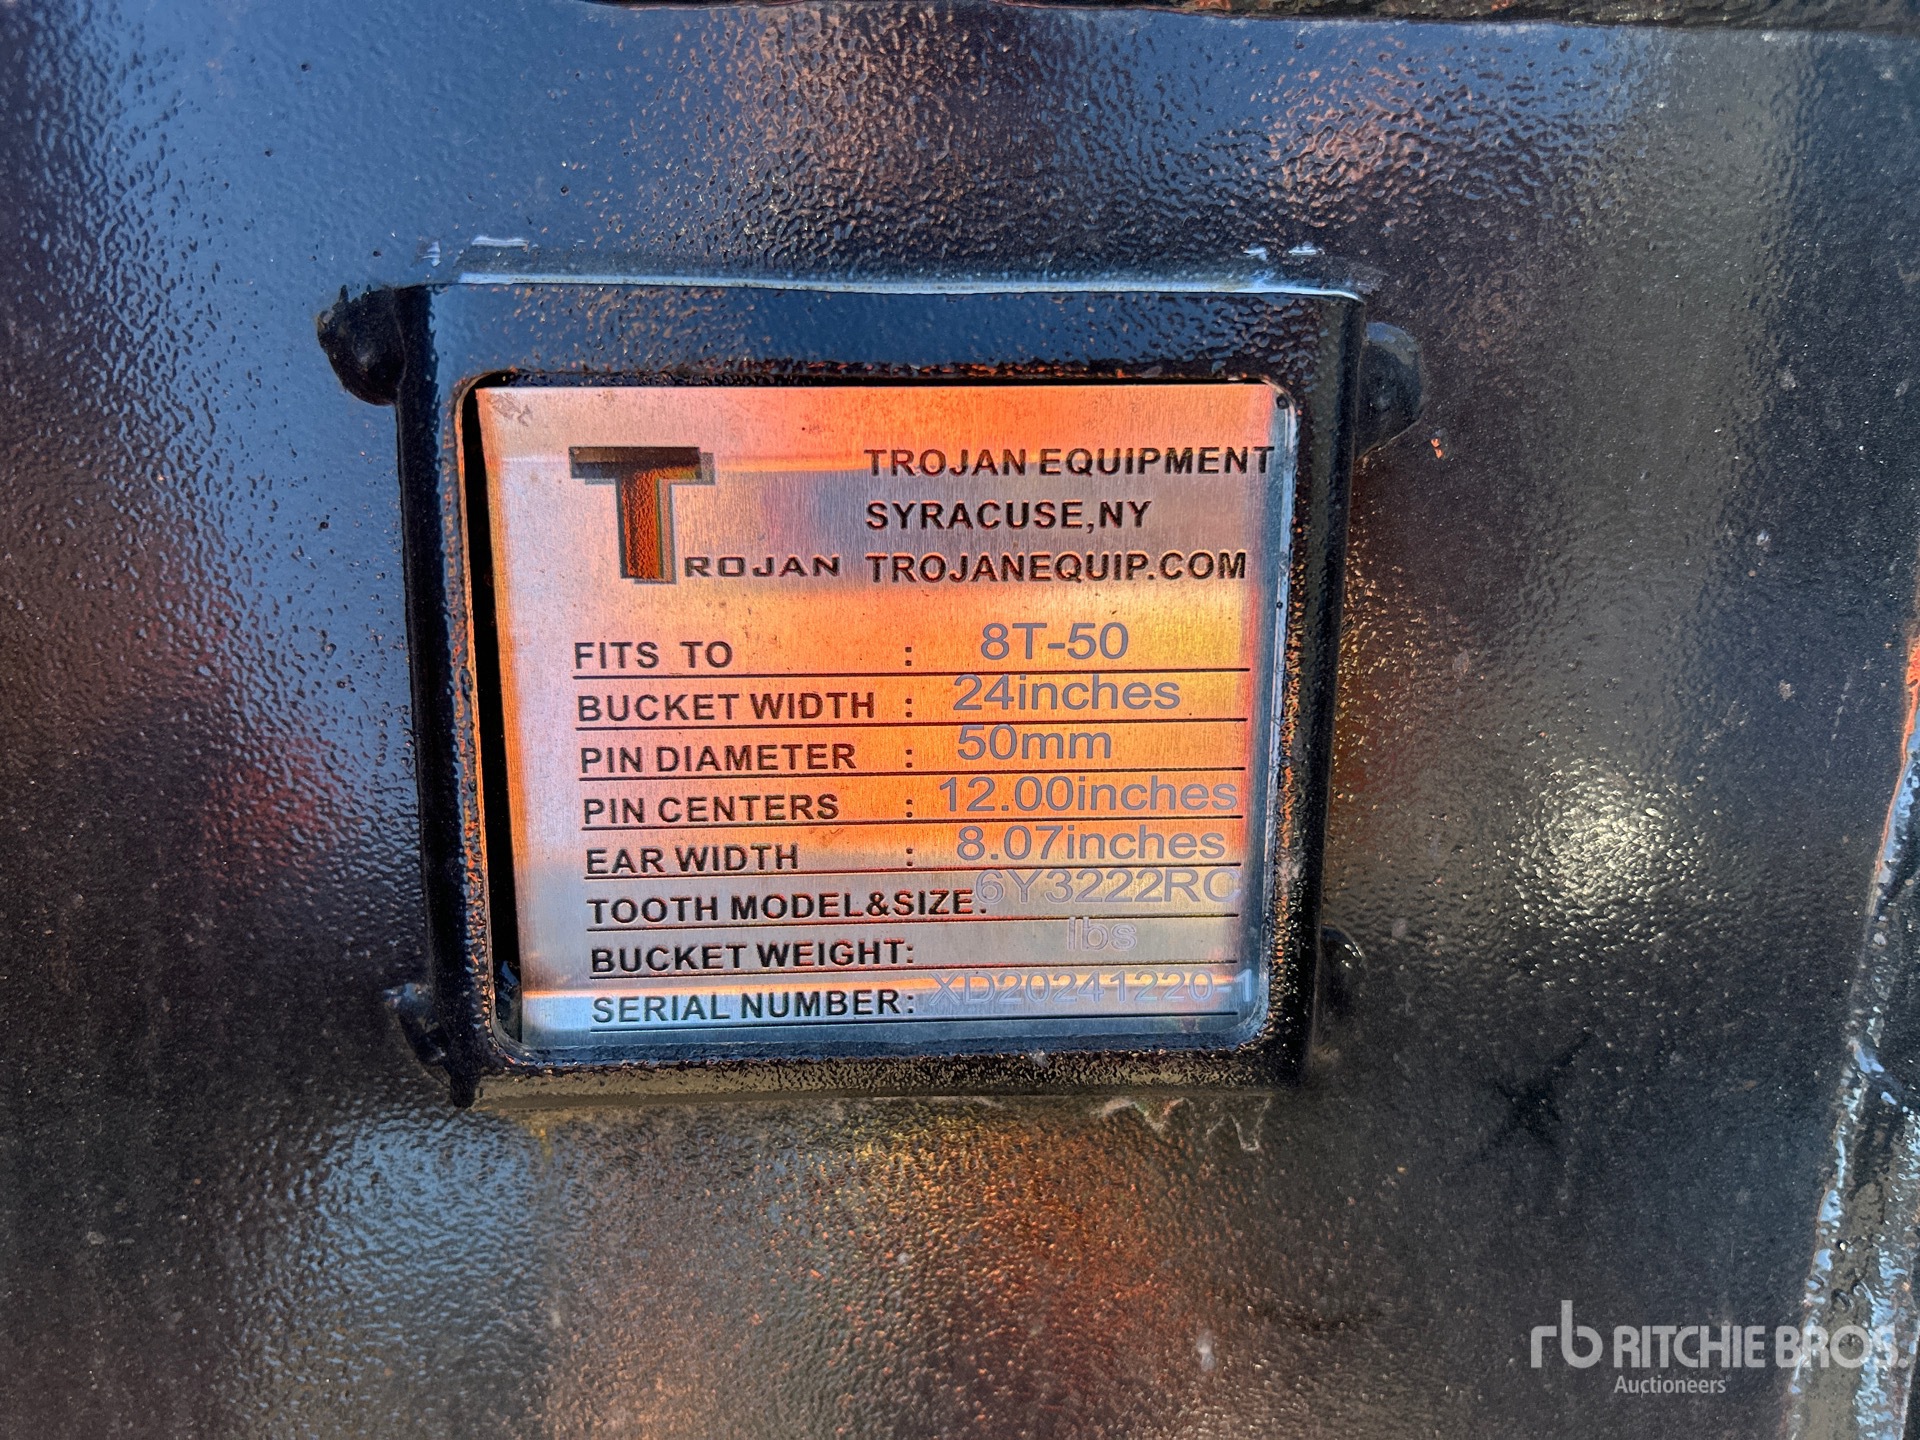 TROJAN
TROJAN EQUIPMENT
SYRACUSE,NY
TROJANEQUIP.COM
FITS TO : 8T-50
BUCKET WIDTH : 24inches
PIN DIAMETER : 50mm
PIN CENTERS : 12.00inches
EAR WIDTH : 8.07inches
TOOTH MODEL&SIZE: 6Y3222RC
BUCKET WEIGHT: lbs
SERIAL NUMBER: XD20241220-1
rb RITCHIE BROS.
Auctioneers